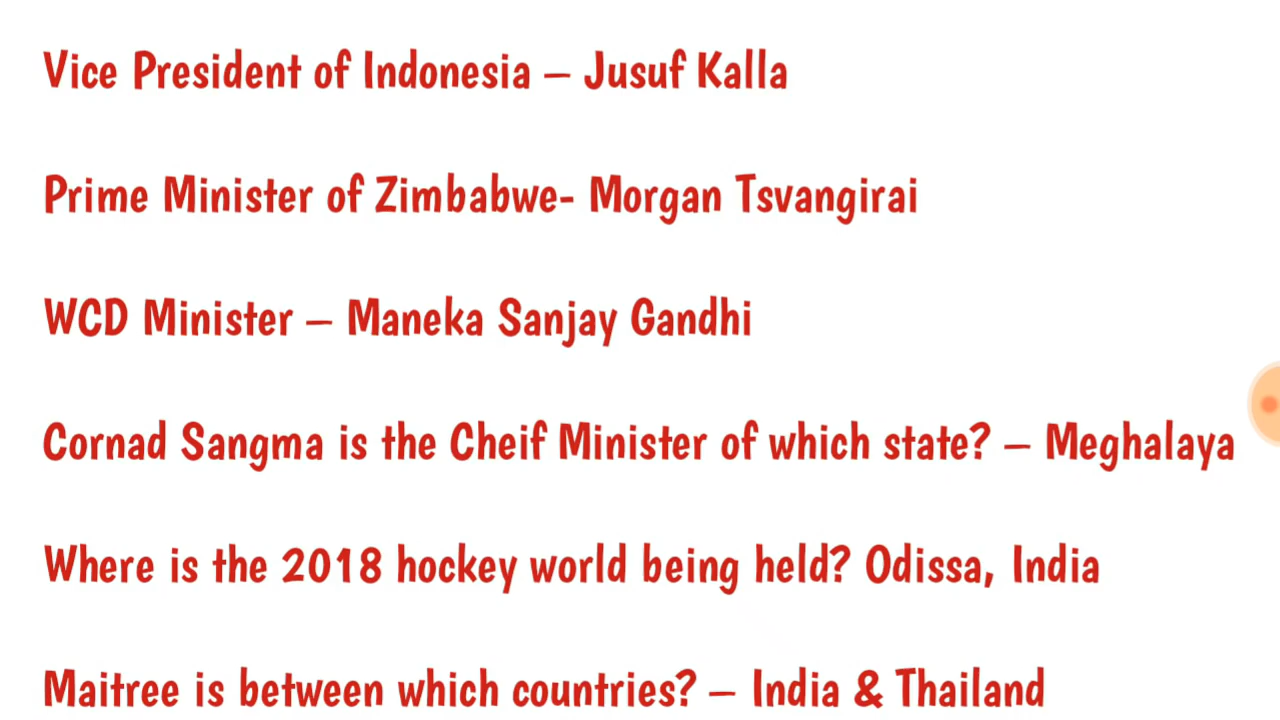 Vice President of Indonesia – Jusuf Kalla
Prime Minister of Zimbabwe- Morgan Tsvangirai
WCD Minister – Maneka Sanjay Gandhi
Cornad Sangma is the Cheif Minister of which state? – Meghalaya
Where is the 2018 hockey world being held? Odissa, India
Maitree is between which countries? – India & Thailand